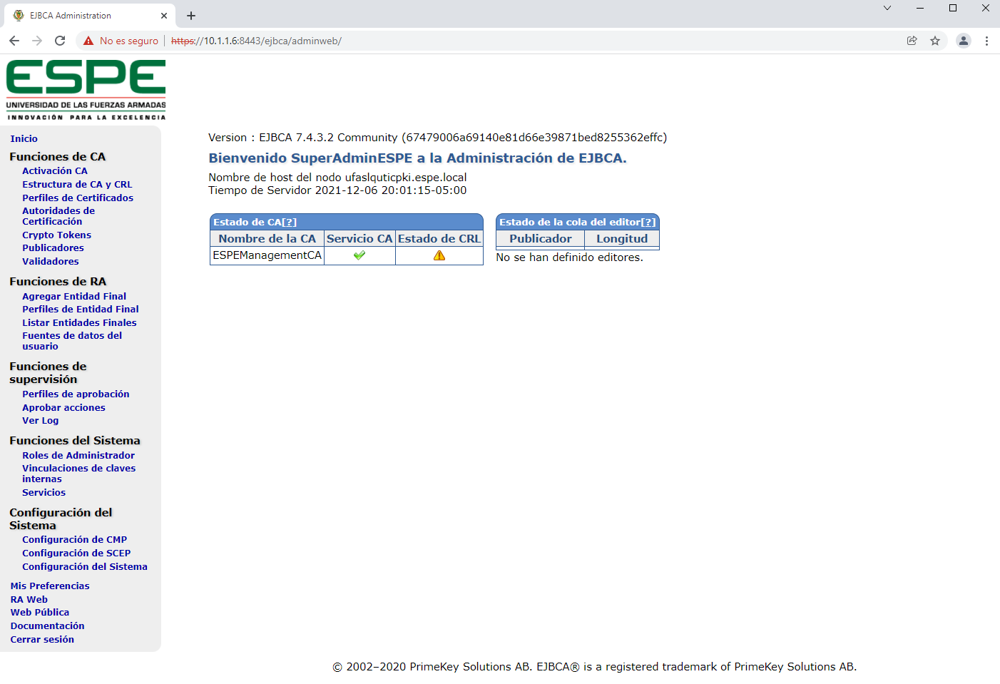 EJBCA Administration
No es seguro
https://10.1.1.6:8443/ejbca/adminweb/
ESPE
UNIVERSIDAD DE LAS FUERZAS ARMADAS
INNOVACIÓN PARA LA EXCELENCIA
Inicio
Funciones de CA
Activación CA
Estructura de CA y CRL
Perfiles de Certificados
Autoridades de
Certificación
Crypto Tokens
Publicadores
Validadores
Funciones de RA
Agregar Entidad Final
Perfiles de Entidad Final
Listar Entidades Finales
Fuentes de datos del
usuario
Funciones de
supervisión
Perfiles de aprobación
Aprobar acciones
Ver Log
Funciones del Sistema
Roles de Administrador
Vinculaciones de claves
internas
Servicios
Configuración del
Sistema
Configuración de CMP
Configuración de SCEP
Configuración del Sistema
Mis Preferencias
RA Web
Web Pública
Documentación
Cerrar sesión
Version : EJBCA 7.4.3.2 Community (67479006a69140e81d66e39871bed8255362effc)
Bienvenido SuperAdminESPE a la Administración de EJBCA.
Nombre de host del nodo ufaslquticpki.espe.local
Tiempo de Servidor 2021-12-06 20:01:15-05:00
Estado de CA[?]
Nombre de la CA Servicio CA Estado de CRL
ESPEManagementCA
Estado de la cola del editor[?]
Publicador Longitud
No se han definido editores.
© 2002–2020 PrimeKey Solutions AB. EJBCA® is a registered trademark of PrimeKey Solutions AB.